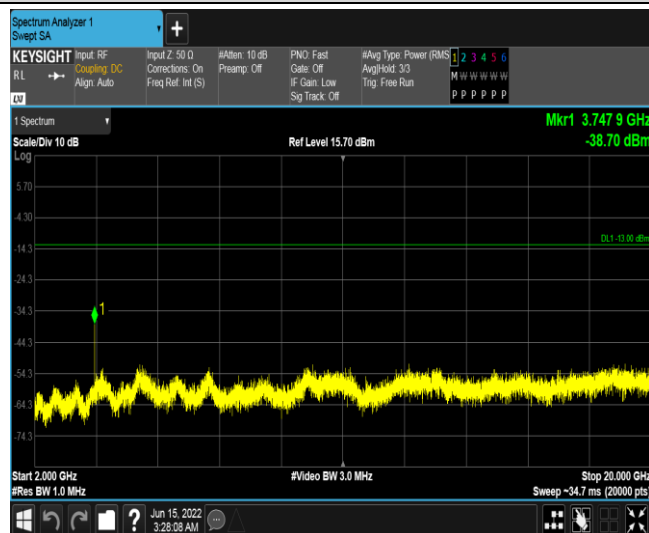 Spectrum Analyzer 1
Swept SA
+
KEYSIGHT Input: RF Input Z: 50 Ω #Atten: 10 dB PNO: Fast #Avg Type: Power (RMS 1 2 3 4 5 6
RL Coupling: DC Corrections: On Preamp: Off Gate: Off Avg|Hold: 3/3 M W W W W W
Align: Auto Freq Ref: Int (S) IF Gain: Low Trig: Free Run
Sig Track: Off P P P P P P
LXI
1 Spectrum Mkr1 3.747 9 GHz
Scale/Div 10 dB Ref Level 15.70 dBm -38.70 dBm
Log
5.70
-4.30
DL1 -13.00 dBm
-14.3
-24.3
-34.3
1
-44.3
-54.3
-64.3
-74.3
Start 2.000 GHz #Video BW 3.0 MHz Stop 20.000 GHz
#Res BW 1.0 MHz Sweep ~34.7 ms (20000 pts)
? Jun 15, 2022
3:28:08 AM